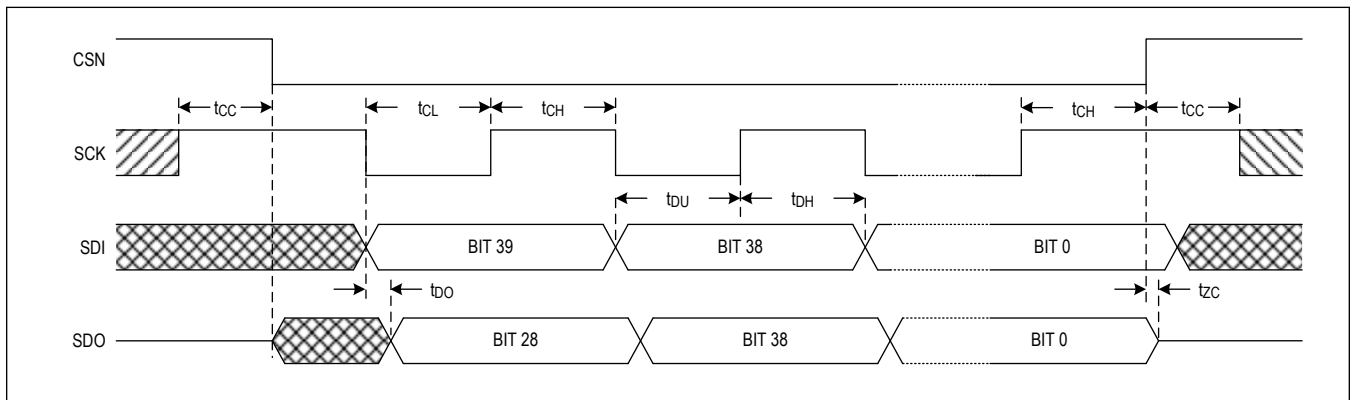 CSN
tCC tCL tCH tCH tCC
SCK
tDU tDH
SDI BIT 39 BIT 38 BIT 0
tDO tZC
SDO BIT 28 BIT 38 BIT 0